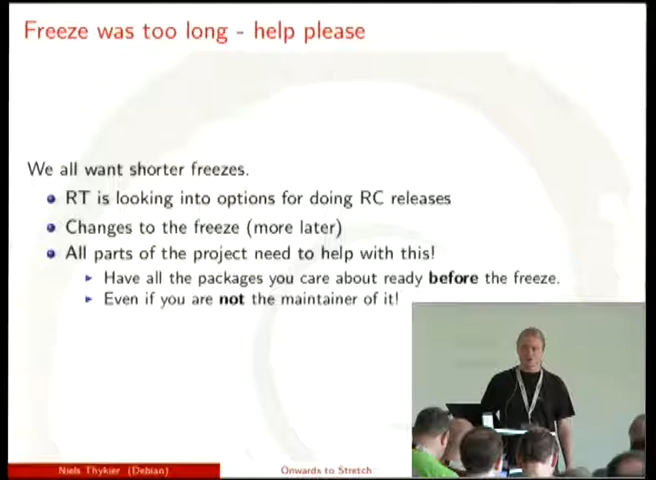 Freeze was too long - help please
We all want shorter freezes.
RT is looking into options for doing RC releases
Changes to the freeze (more later)
All parts of the project need to help with this!
Have all the packages you care about ready before the freeze.
Even if you are not the maintainer of it!
Niels Thykier (Debian)
Onwards to Stretch